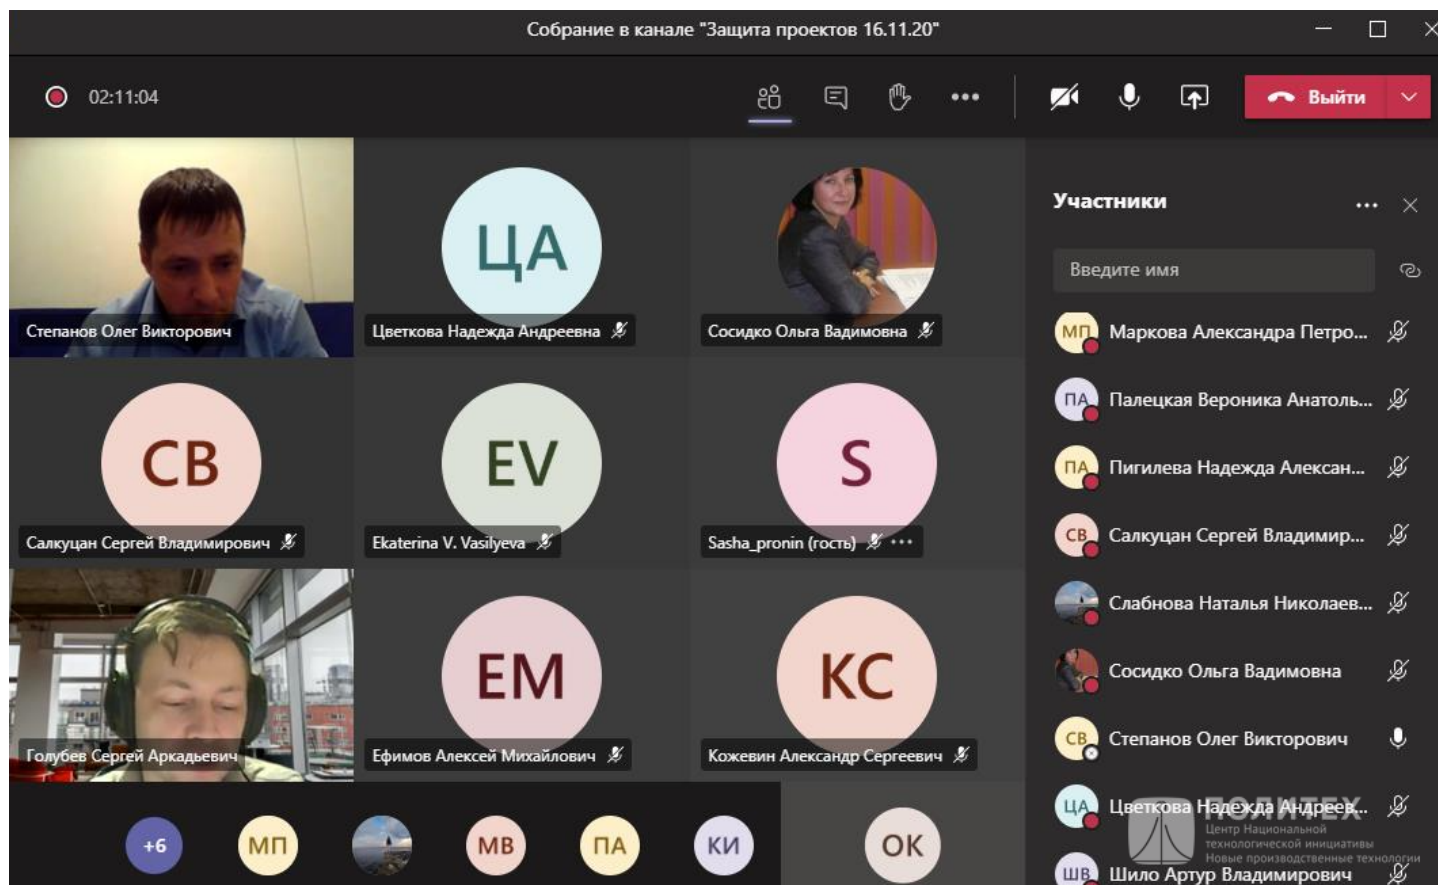 Собрание в канале "Защита проектов 16.11.20"
02:11:04
Выйти
ЦА
Степанов Олег Викторович
Цветкова Надежда Андреевна
Сосидко Ольга Вадимовна
СВ
EV
S
Салкуцан Сергей Владимирович
Ekaterina V. Vasilyeva
Sasha_pronin (гость)
ЕМ
КС
Голубев Сергей Аркадьевич
Ефимов Алексей Михайлович
Кожевин Александр Сергеевич
+6
МП
МВ
ПА
КИ
ОК
Участники
Введите имя
МП Маркова Александра Петро...
ПА Палецкая Вероника Анатоль...
ПА Пигилева Надежда Алексан...
СВ Салкуцан Сергей Владимир...
Слабнова Наталья Николаев...
Сосидко Ольга Вадимовна
СВ Степанов Олег Викторович
ЦА Цветкова Надежда Андреев...
ШВ Шило Артур Владимирович
ПОЛИТЕХ
Центр Национальной
технологической инициативы
Новые производственные технологии